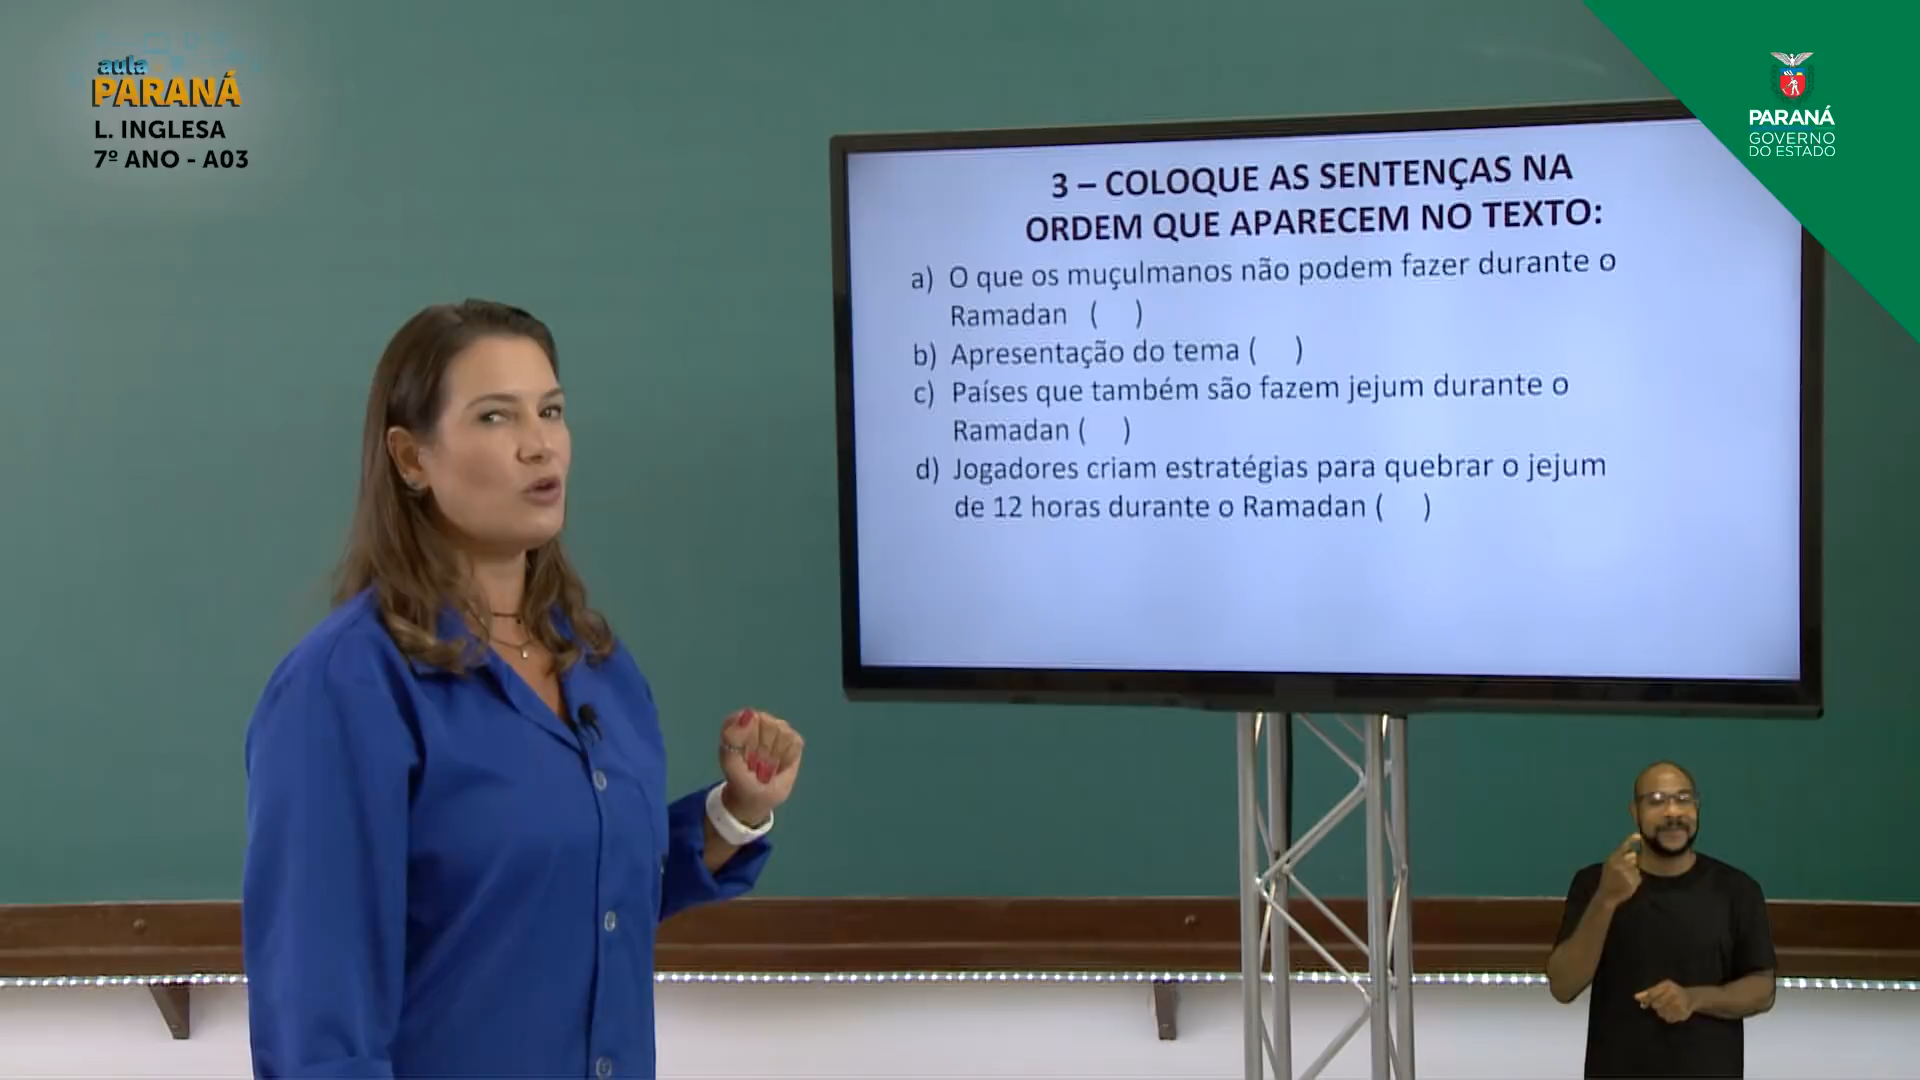 aula
PARANÁ
L. INGLESA
7º ANO - A03
PARANÁ
GOVERNO
DO ESTADO
3 – COLOQUE AS SENTENÇAS NA
ORDEM QUE APARECEM NO TEXTO:
a) O que os muçulmanos não podem fazer durante o
Ramadan ( )
b) Apresentação do tema ( )
c) Países que também são fazem jejum durante o
Ramadan ( )
d) Jogadores criam estratégias para quebrar o jejum
de 12 horas durante o Ramadan ( )